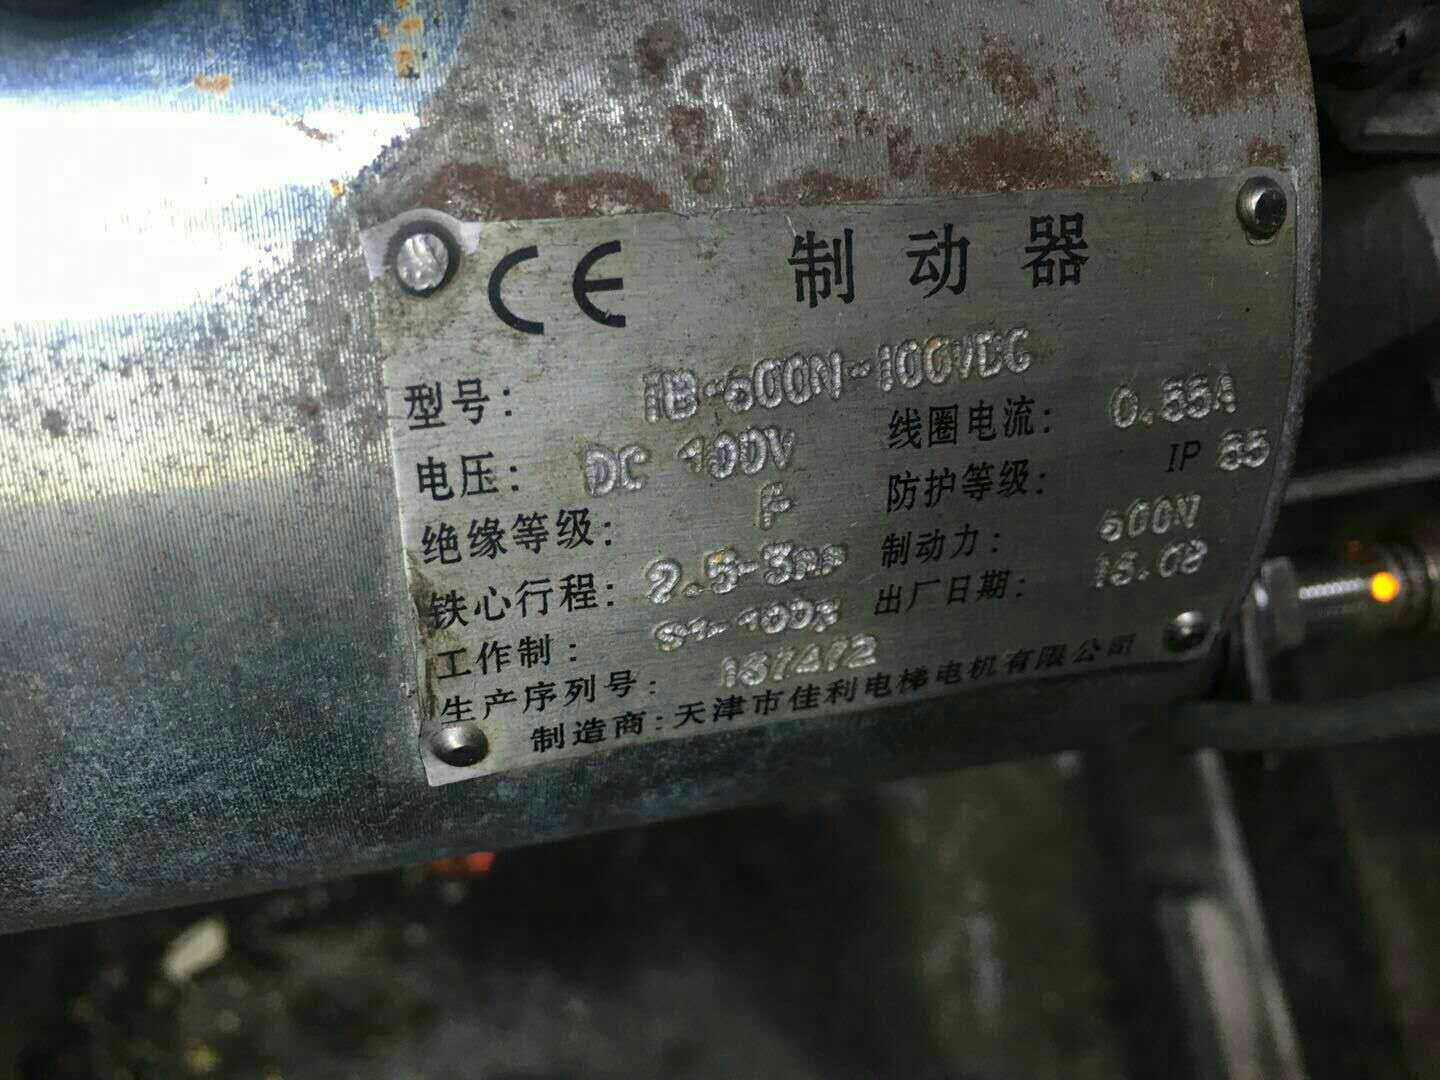 CE 制动器
型号: IB-600N-100VDC
电压: DC 100V 线圈电流: 0.55A
绝缘等级: F 防护等级: IP 55
铁心行程: 2.5-3mm 制动力: 600N
工作制: 出厂日期: 15.08
生产序列号: 157472
制造商:天津市佳利电梯电机有限公司